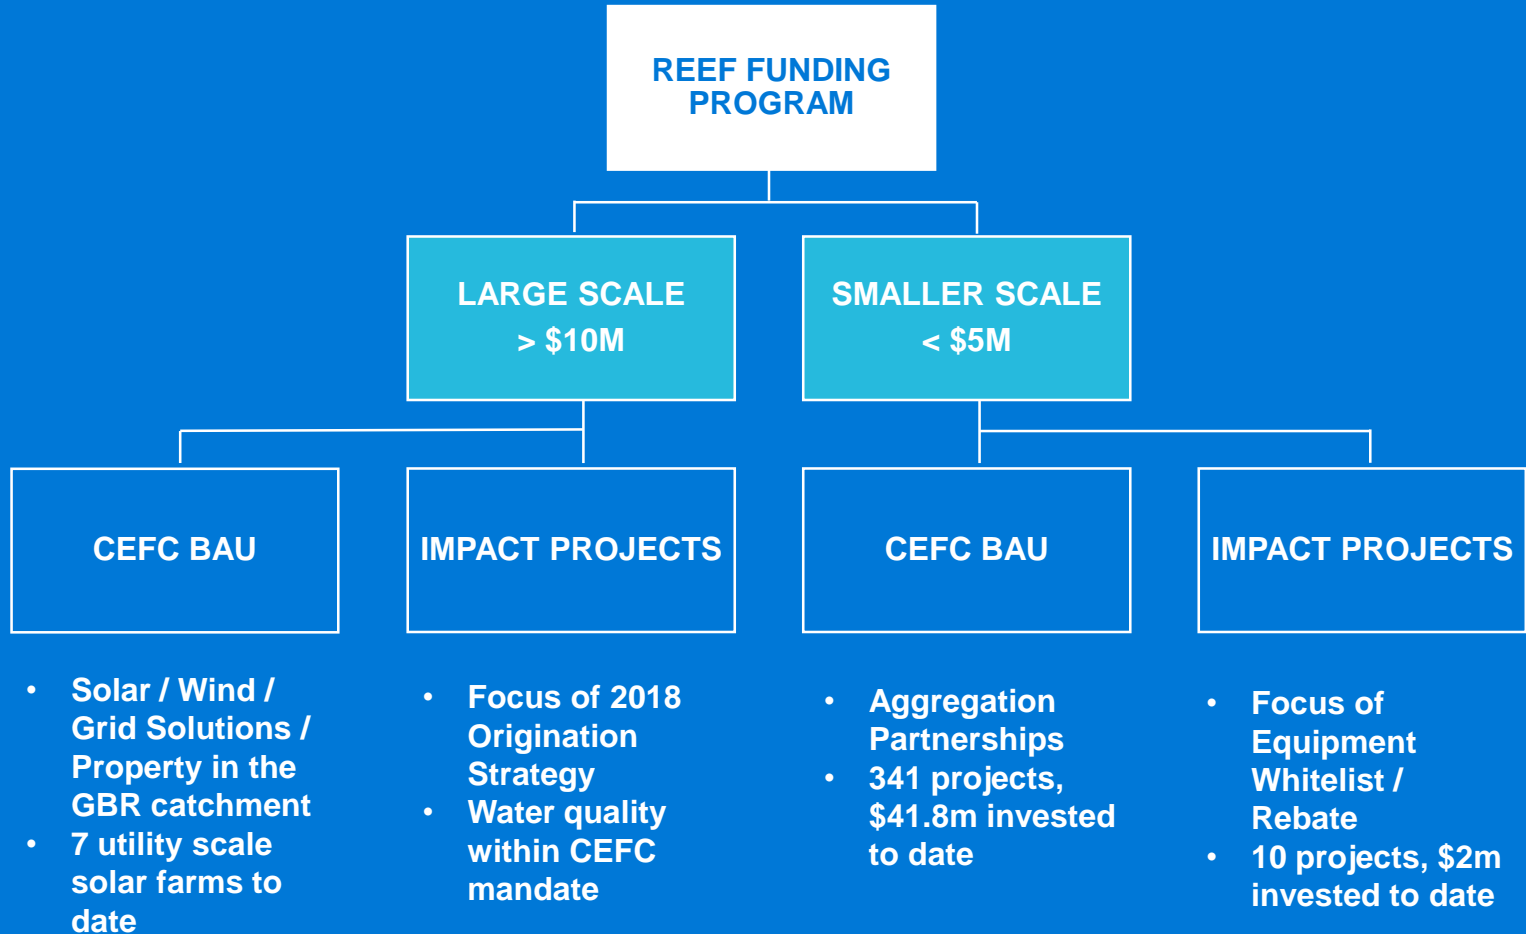 REEF FUNDING
PROGRAM
LARGE SCALE
> $10M
SMALLER SCALE
< $5M
CEFC BAU
IMPACT PROJECTS
CEFC BAU
IMPACT PROJECTS
• Solar / Wind /
Grid Solutions /
Property in the
GBR catchment
• 7 utility scale
solar farms to
date
• Focus of 2018
Origination
Strategy
• Water quality
within CEFC
mandate
• Aggregation
Partnerships
• 341 projects,
$41.8m invested
to date
• Focus of
Equipment
Whitelist /
Rebate
• 10 projects, $2m
invested to date